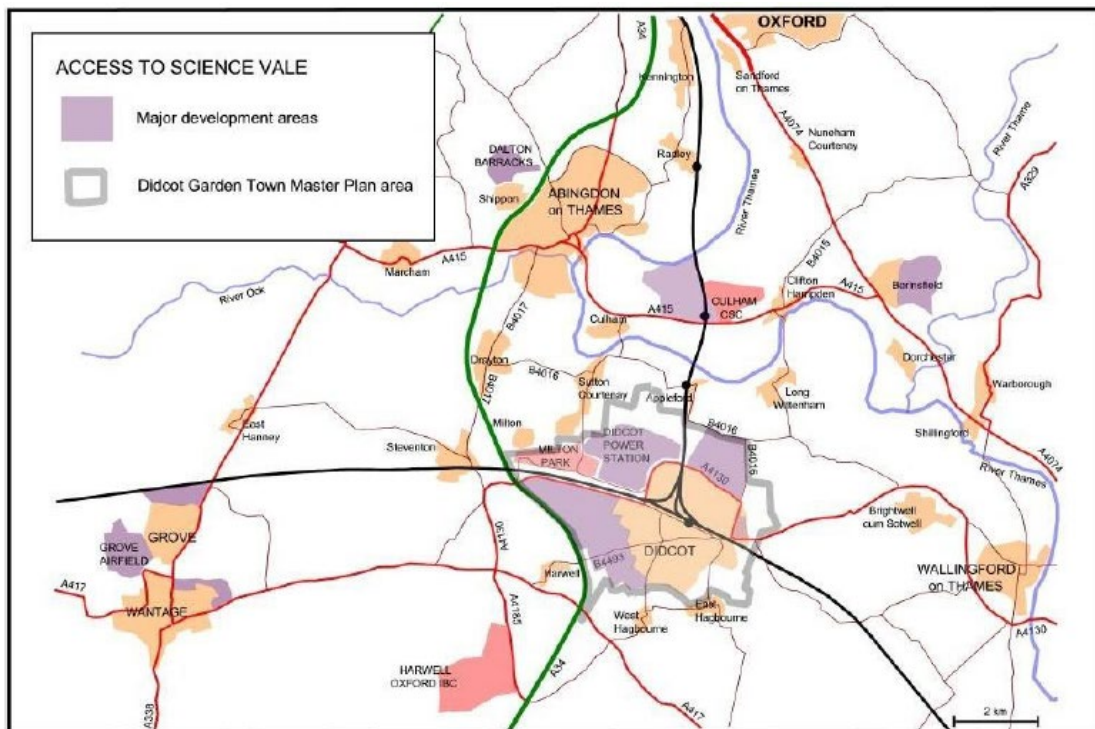 ACCESS TO SCIENCE VALE
Major development areas
Didcot Garden Town Master Plan area
OXFORD
A34
Kennington
Sandford
on Thames
A4074
Nuneham
Courteney
River Thame
A329
DALTON
BARRACKS
Shippon
Radley
ABINGDON
on THAMES
River Thames
Marcham
A415
River Ock
B4017
B4015
Clifton
Hampden
A415
Berinsfield
A415
CULHAM
CSC
Culham
Drayton
B4016
B4017
Sutton
Courtenay
Appleford
Long
Wittenham
Dorchester
Warborough
East
Hanney
Milton
Steventon
MILTON
PARK
DIDCOT
POWER
STATION
B4016
B4016
A4130
Shillingford
A4074
River Thames
GROVE
GROVE
AIRFIELD
A4130
Brightwell
cum Sotwell
DIDCOT
B4493
Harwell
WALLINGFORD
on THAMES
A417
WANTAGE
A4185
West
Hagbourne
East
Hagbourne
A4130
HARWELL
OXFORD IBC
A34
A417
A338
2 km